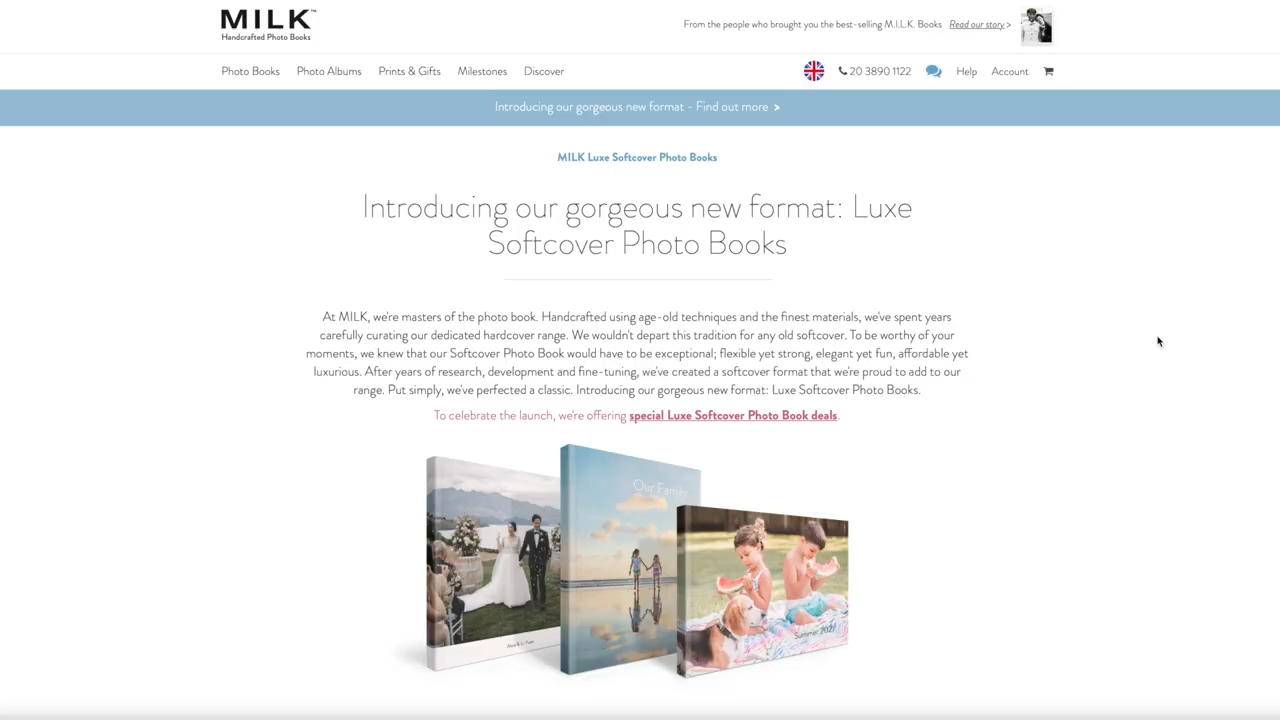 MILK™
Handcrafted Photo Books
From the people who brought you the best-selling M.I.L.K. Books Read our story >
Photo Books Photo Albums Prints & Gifts Milestones Discover
20 3890 1122 Help Account
Introducing our gorgeous new format - Find out more >
MILK Luxe Softcover Photo Books
Introducing our gorgeous new format: Luxe
Softcover Photo Books
At MILK, we're masters of the photo book. Handcrafted using age-old techniques and the finest materials, we've spent years
carefully curating our dedicated hardcover range. We wouldn't depart this tradition for any old softcover. To be worthy of your
moments, we knew that our Softcover Photo Book would have to be exceptional; flexible yet strong, elegant yet fun, affordable yet
luxurious. After years of research, development and fine-tuning, we've created a softcover format that we're proud to add to our
range. Put simply, we've perfected a classic. Introducing our gorgeous new format: Luxe Softcover Photo Books.
To celebrate the launch, we're offering special Luxe Softcover Photo Book deals.
Our Family
Summer 2021